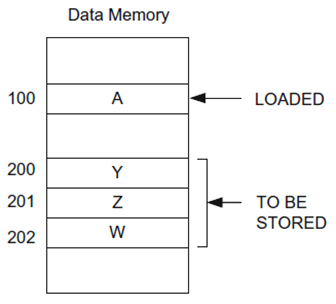 Data Memory
100 A LOADED
200 Y
201 Z TO BE
STORED
202 W